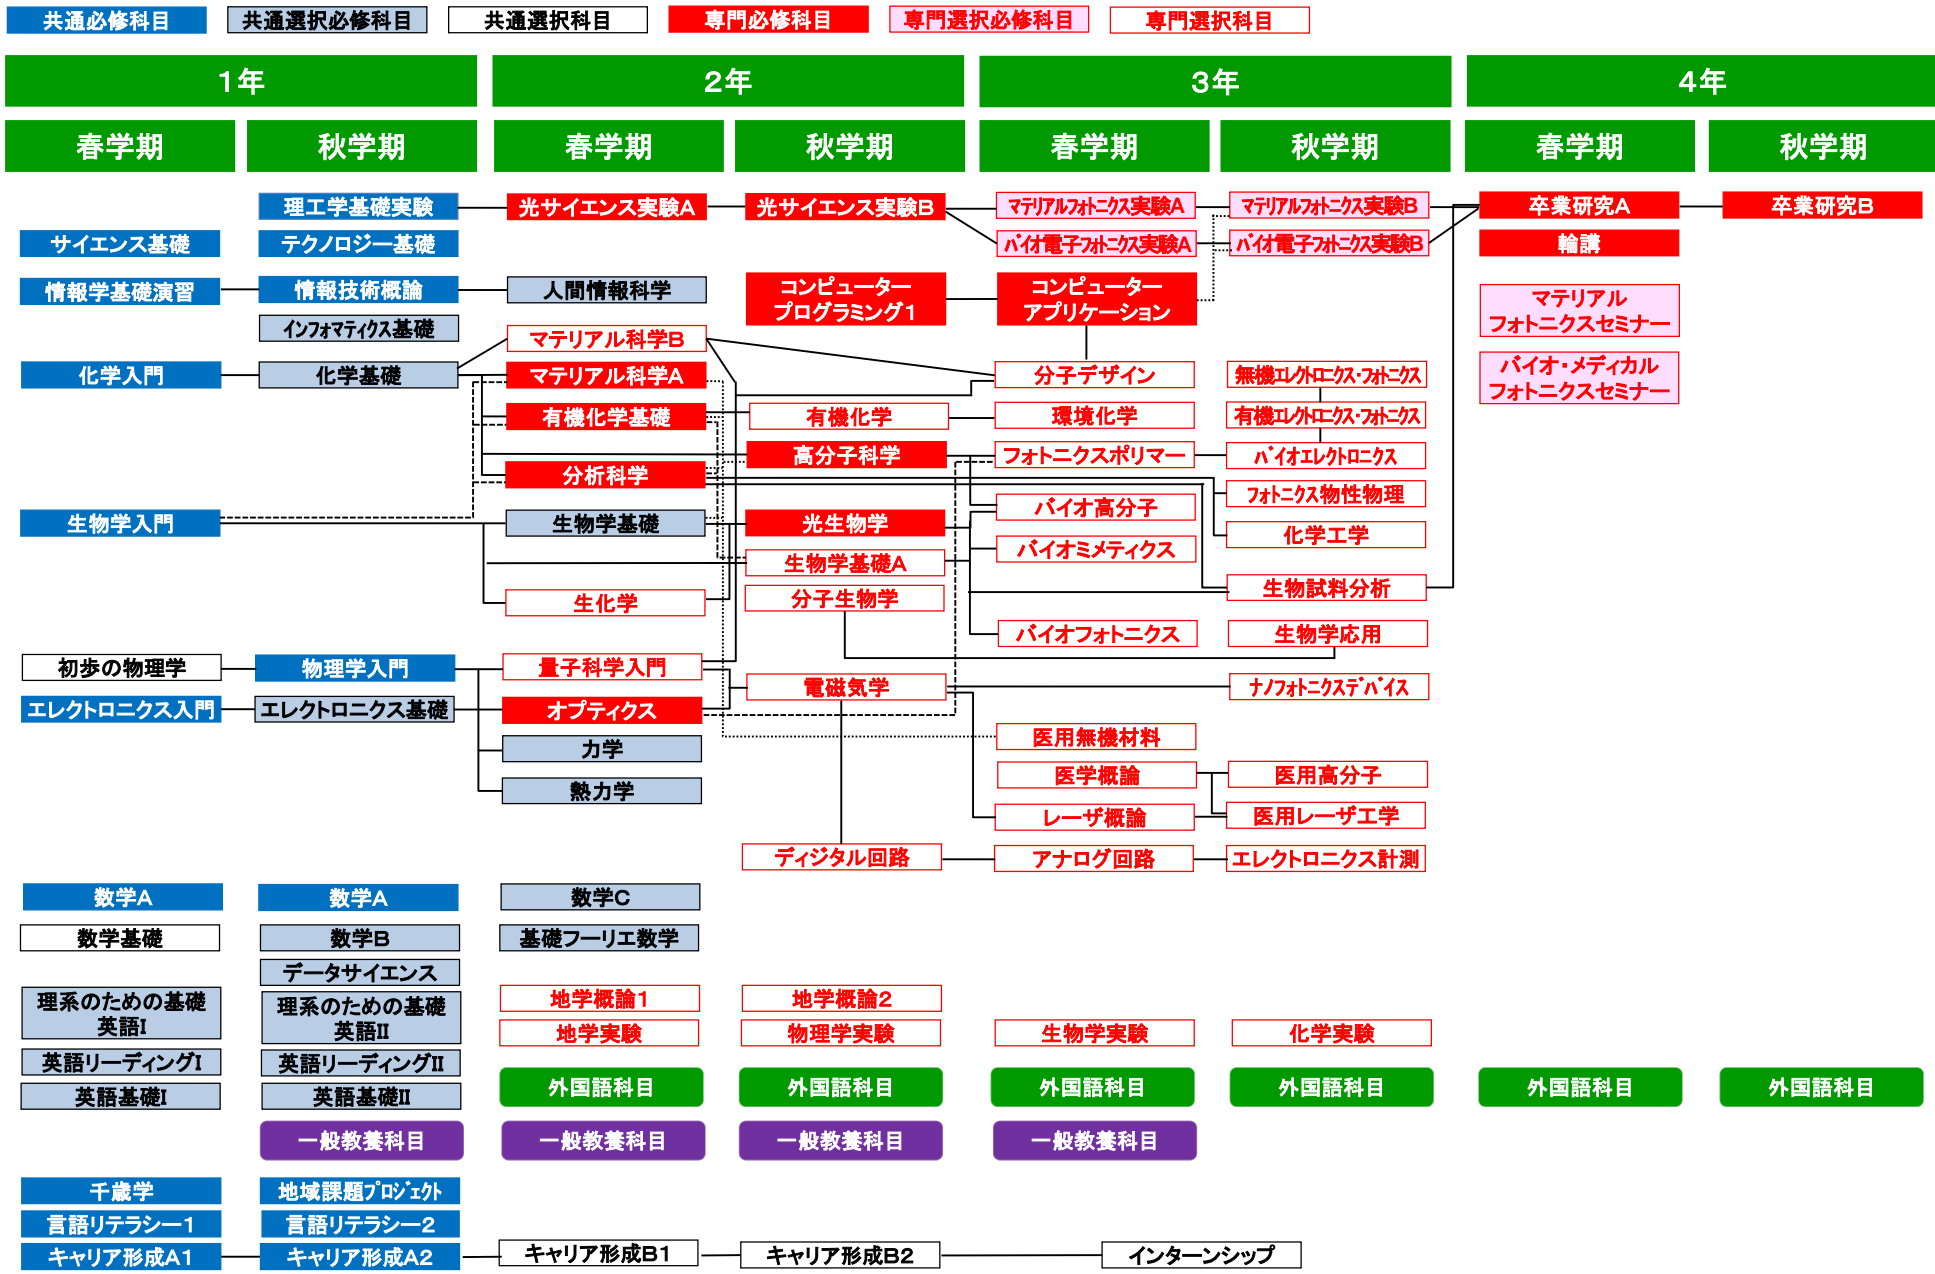 共通必修科目
共通選択必修科目
共通選択科目
専門必修科目
専門選択必修科目
専門選択科目
1年
2年
3年
4年
春学期
秋学期
春学期
秋学期
春学期
秋学期
春学期
秋学期
理工学基礎実験
光サイエンス実験A
光サイエンス実験B
マテリアルフォトニクス実験A
マテリアルフォトニクス実験B
卒業研究A
卒業研究B
サイエンス基礎
テクノロジー基礎
バイオ電子フォトニクス実験A
バイオ電子フォトニクス実験B
輪講
情報学基礎演習
情報技術概論
人間情報科学
コンピューター
プログラミング1
コンピューター
アプリケーション
マテリアル
フォトニクスセミナー
インフォマティクス基礎
マテリアル科学B
化学入門
化学基礎
マテリアル科学A
分子デザイン
無機エレクトロニクス・フォトニクス
バイオ・メディカル
フォトニクスセミナー
有機化学基礎
有機化学
環境化学
有機エレクトロニクス・フォトニクス
高分子科学
フォトニクスポリマー
バイオエレクトロニクス
分析科学
フォトニクス物性物理
バイオ高分子
生物学入門
生物学基礎
光生物学
化学工学
バイオミメティクス
生物学基礎A
生物試料分析
生化学
分子生物学
バイオフォトニクス
生物学応用
初歩の物理学
物理学入門
量子科学入門
電磁気学
ナノフォトニクスデバイス
エレクトロニクス入門
エレクトロニクス基礎
オプティクス
医用無機材料
力学
医学概論
医用高分子
熱力学
レーザ概論
医用レーザ工学
ディジタル回路
アナログ回路
エレクトロニクス計測
数学A
数学A
数学C
数学基礎
数学B
基礎フーリエ数学
データサイエンス
理系のための基礎
英語I
理系のための基礎
英語II
地学概論1
地学概論2
地学実験
物理学実験
生物学実験
化学実験
英語リーディングI
英語リーディングII
英語基礎I
英語基礎II
外国語科目
外国語科目
外国語科目
外国語科目
外国語科目
外国語科目
一般教養科目
一般教養科目
一般教養科目
一般教養科目
千歳学
地域課題プロジェクト
言語リテラシー1
言語リテラシー2
キャリア形成A1
キャリア形成A2
キャリア形成B1
キャリア形成B2
インターンシップ